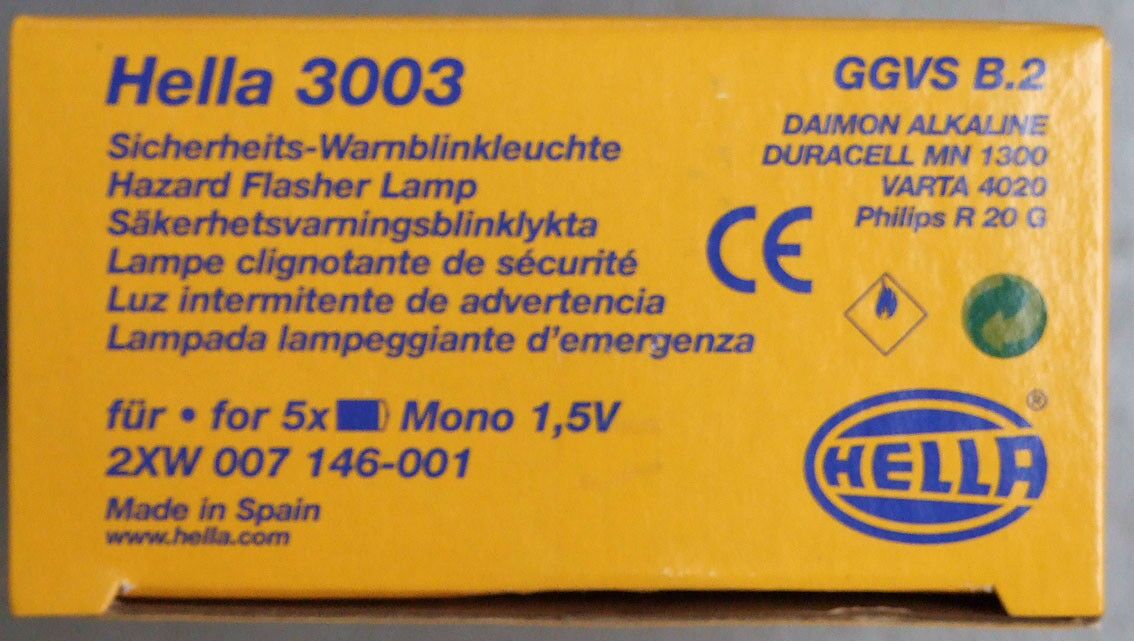 Hella 3003
Sicherheits-Warnblinkleuchte
Hazard Flasher Lamp
Säkerhetsvarningsblinklykta
Lampe clignotante de sécurité
Luz intermitente de advertencia
Lampada lampeggiante d'emergenza
für • for 5x Mono 1,5V
2XW 007 146-001
Made in Spain
www.hella.com
GGVS B.2
DAIMON ALKALINE
DURACELL MN 1300
VARTA 4020
Philips R 20 G
CE
HELLA ®